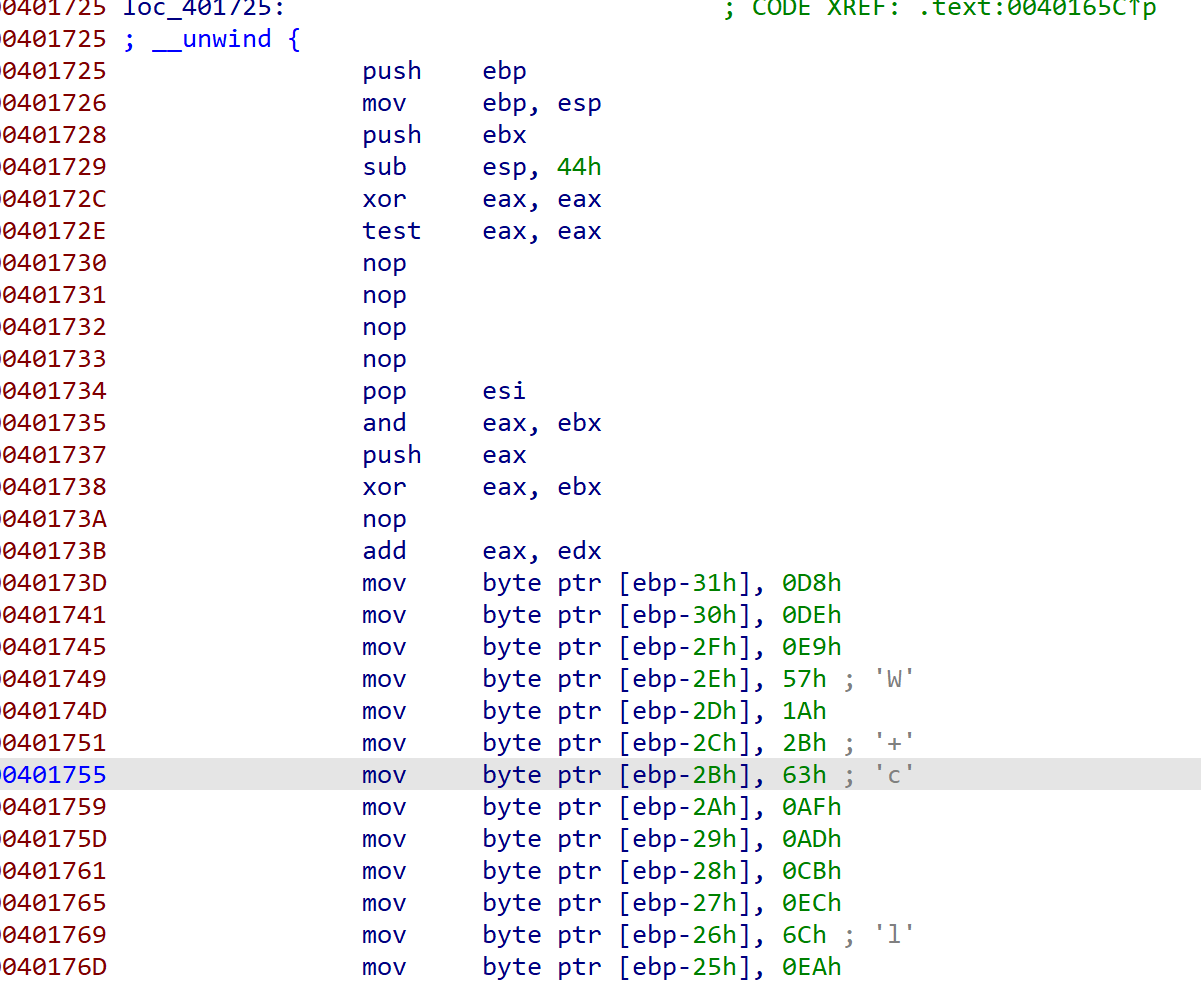 00401725 loc_401725: ; CODE XREF: .text:0040165C↑p
00401725 ; __unwind {
00401725 push ebp
00401726 mov ebp, esp
00401728 push ebx
00401729 sub esp, 44h
0040172C xor eax, eax
0040172E test eax, eax
00401730 nop
00401731 nop
00401732 nop
00401733 nop
00401734 pop esi
00401735 and eax, ebx
00401737 push eax
00401738 xor eax, ebx
0040173A nop
0040173B add eax, edx
0040173D mov byte ptr [ebp-31h], 0D8h
00401741 mov byte ptr [ebp-30h], 0DEh
00401745 mov byte ptr [ebp-2Fh], 0E9h
00401749 mov byte ptr [ebp-2Eh], 57h ; 'W'
0040174D mov byte ptr [ebp-2Dh], 1Ah
00401751 mov byte ptr [ebp-2Ch], 2Bh ; '+'
00401755 mov byte ptr [ebp-2Bh], 63h ; 'c'
00401759 mov byte ptr [ebp-2Ah], 0AFh
0040175D mov byte ptr [ebp-29h], 0ADh
00401761 mov byte ptr [ebp-28h], 0CBh
00401765 mov byte ptr [ebp-27h], 0ECh
00401769 mov byte ptr [ebp-26h], 6Ch ; 'l'
0040176D mov byte ptr [ebp-25h], 0EAh